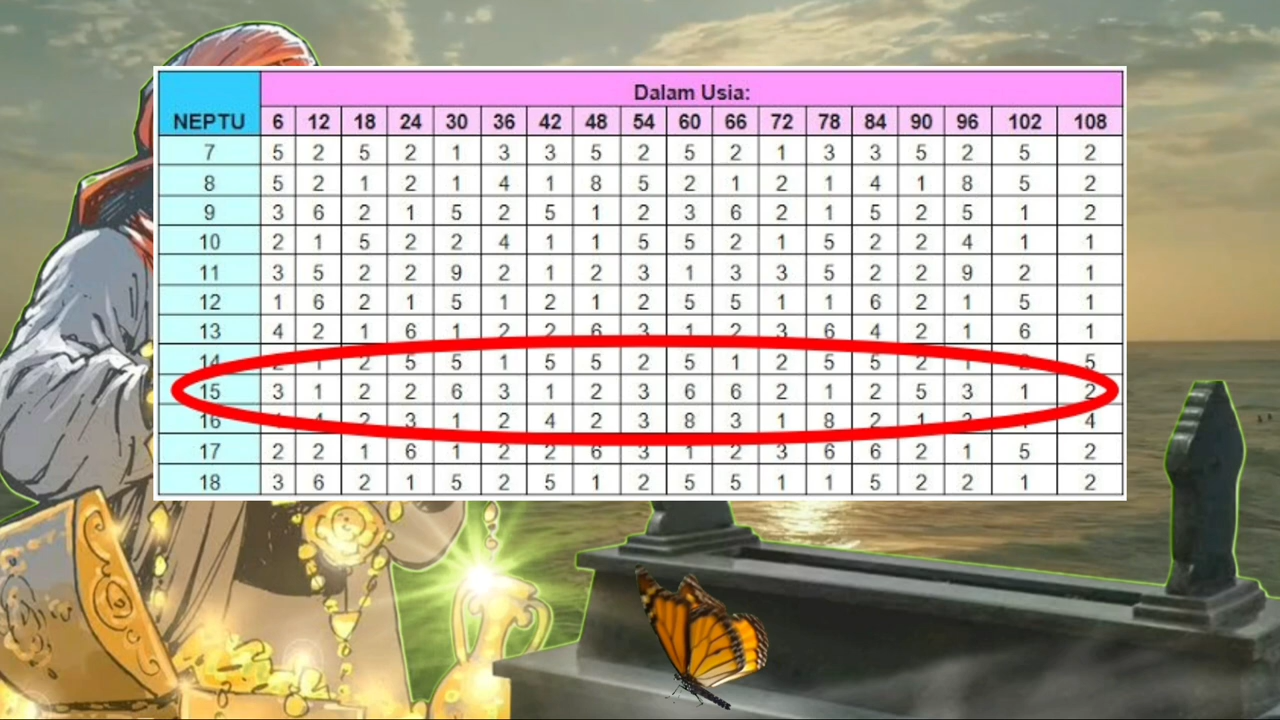 Dalam Usia:
NEPTU 6 12 18 24 30 36 42 48 54 60 66 72 78 84 90 96 102 108
7 5 2 5 2 1 3 3 5 2 5 2 1 3 3 5 2 5 2
8 5 2 1 2 1 4 1 8 5 2 1 2 1 4 1 8 5 2
9 3 6 2 1 5 2 5 1 2 3 6 2 1 5 2 5 1 2
10 2 1 5 2 2 4 1 1 5 5 2 1 5 2 2 4 1 1
11 3 5 2 2 9 2 1 2 3 1 3 3 5 2 2 9 2 1
12 1 6 2 1 5 1 2 1 2 5 5 1 1 6 2 1 5 1
13 4 2 1 6 1 2 2 6 3 1 2 3 6 4 2 1 6 1
14 2 1 2 5 5 1 5 5 2 5 1 2 5 5 2 1 2 5
15 3 1 2 2 6 3 1 2 3 6 6 2 1 2 5 3 1 2
16 4 2 3 1 2 4 2 3 8 3 1 8 2 1 2 4
17 2 2 1 6 1 2 2 6 3 1 2 3 6 6 2 1 5 2
18 3 6 2 1 5 2 5 1 2 5 5 1 1 5 2 2 1 2